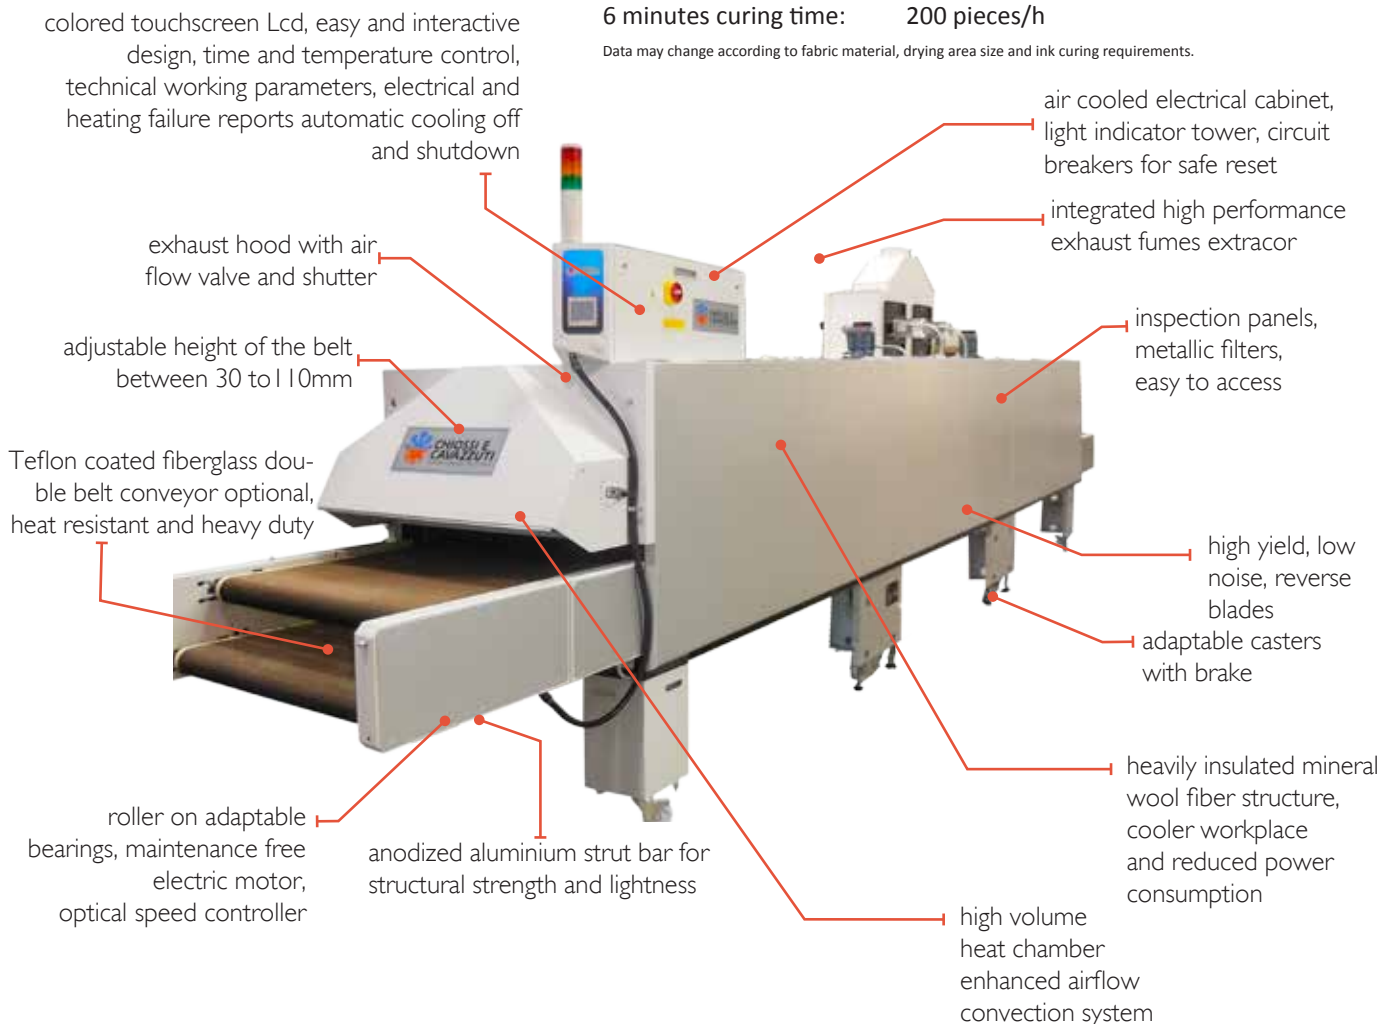 colored touchscreen Lcd, easy and interactive
design, time and temperature control,
technical working parameters, electrical and
heating failure reports automatic cooling off
and shutdown
6 minutes curing time: 200 pieces/h
Data may change according to fabric material, drying area size and ink curing requirements.
air cooled electrical cabinet,
light indicator tower, circuit
breakers for safe reset
integrated high performance
exhaust fumes extracor
exhaust hood with air
flow valve and shutter
inspection panels,
metallic filters,
easy to access
adjustable height of the belt
between 30 to110mm
CHIOSSI E
CAVAZZUTI
Teflon coated fiberglass dou-
ble belt conveyor optional,
heat resistant and heavy duty
high yield, low
noise, reverse
blades
adaptable casters
with brake
heavily insulated mineral
wool fiber structure,
cooler workplace
and reduced power
consumption
roller on adaptable
bearings, maintenance free
electric motor,
optical speed controller
anodized aluminium strut bar for
structural strength and lightness
high volume
heat chamber
enhanced airflow
convection system